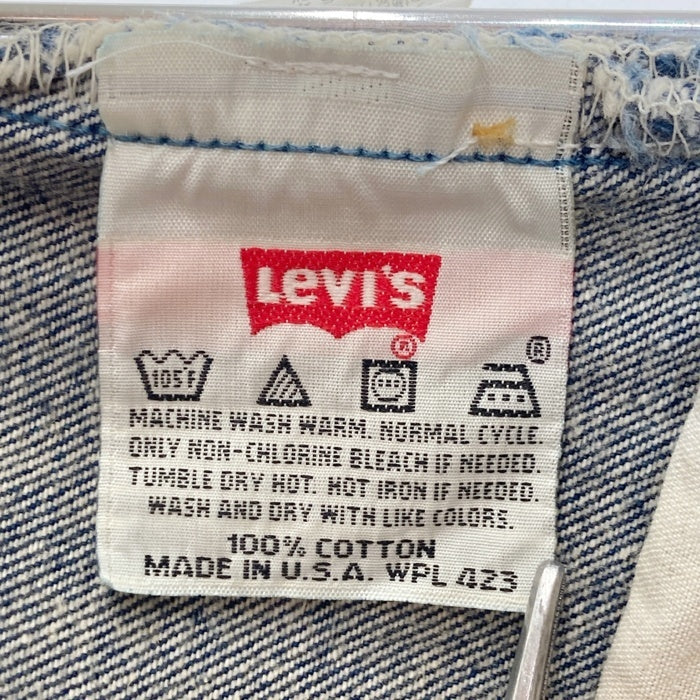 Levi's
®
®
105F
MACHINE WASH WARM. NORMAL CYCLE.
ONLY NON-CHLORINE BLEACH IF NEEDED.
TUMBLE DRY HOT. HOT IRON IF NEEDED.
WASH AND DRY WITH LIKE COLORS.
100% COTTON
MADE IN U.S.A. WPL 423